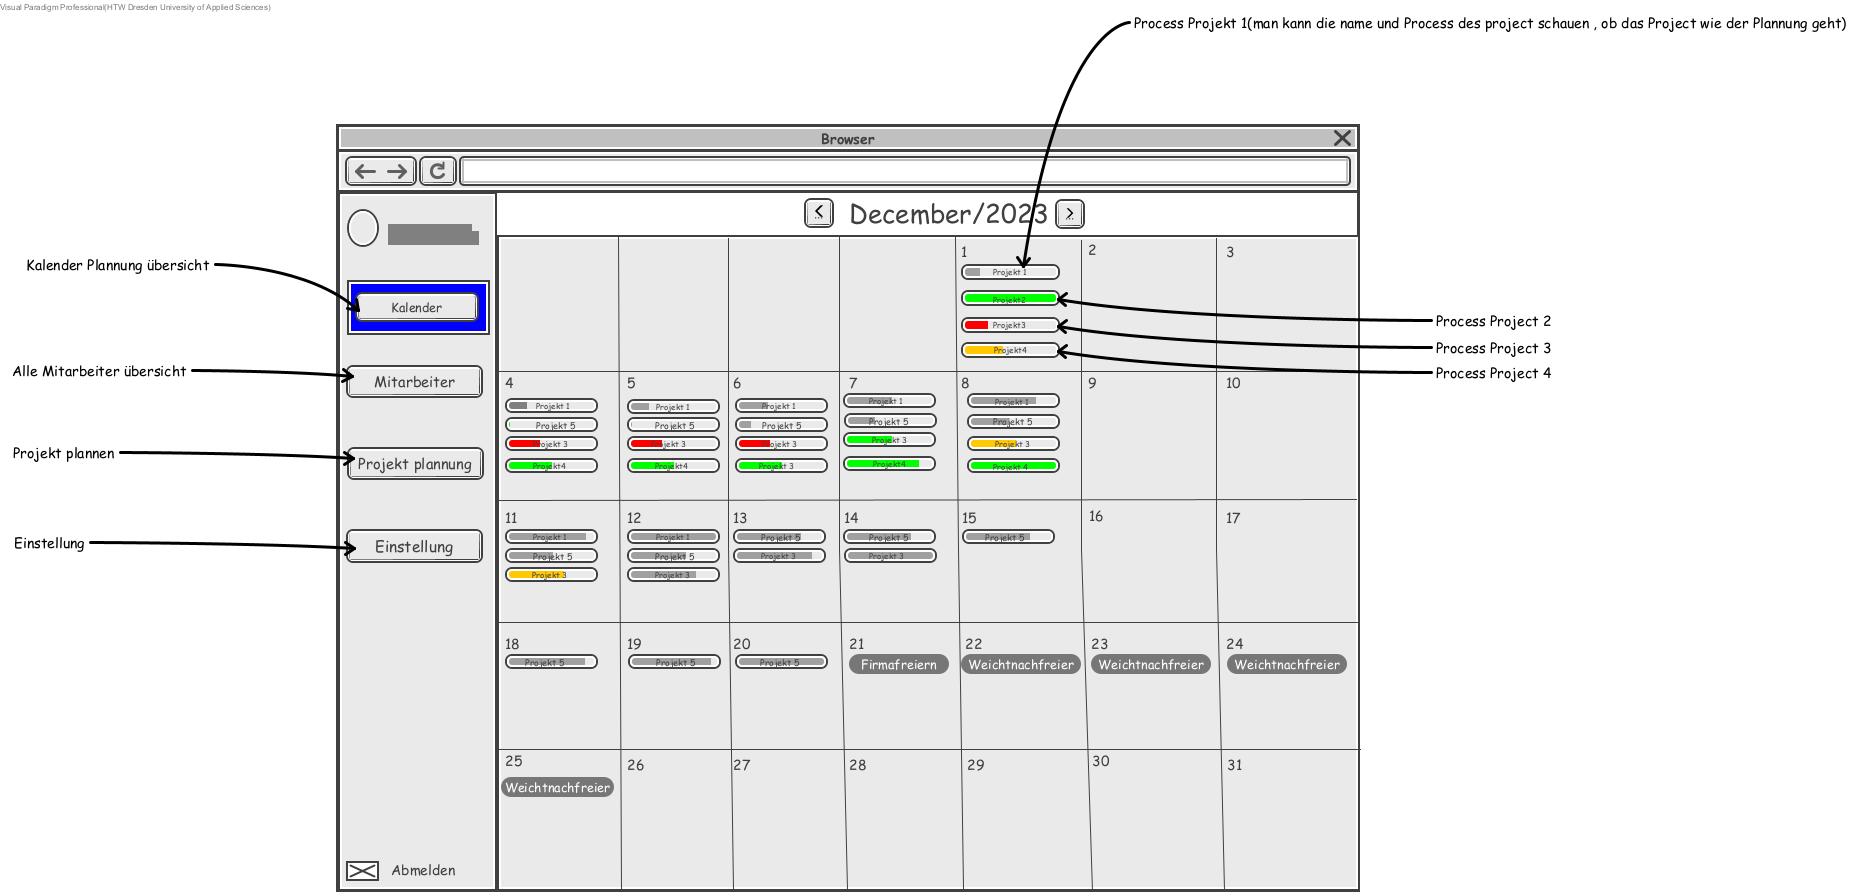 Visual Paradigm Professional(HTW Dresden University of Applied Sciences)
Process Projekt 1(man kann die name und Process des project schauen , ob das Project wie der Plannung geht)
Browser
December/2023
Kalender Plannung übersicht
Kalender
Alle Mitarbeiter übersicht
Mitarbeiter
Projekt plannen
Projekt plannung
Einstellung
Einstellung
Abmelden
1 2 3
Projekt 1
Projekt2
Projekt3
Projekt4
Process Project 2
Process Project 3
Process Project 4
4 5 6 7 8 9 10
Projekt 1 Projekt 1 Projekt 1 Projekt 1 Projekt 1
Projekt 5 Projekt 5 Projekt 5 Projekt 5 Projekt 5
Projekt 3 Projekt 3 Projekt 3 Projekt 3 Projekt 3
Projekt4 Projekt4 Projekt 3 Projekt4 Projekt 4
11 12 13 14 15 16 17
Projekt 1 Projekt 1 Projekt 5 Projekt 5 Projekt 5
Projekt 5 Projekt 5 Projekt 3 Projekt 3
Projekt 3 Projekt 3
18 19 20 21 22 23 24
Projekt 5 Projekt 5 Projekt 5 Firmafreiern Weichtnachfreier Weichtnachfreier Weichtnachfreier
25 26 27 28 29 30 31
Weichtnachfreier